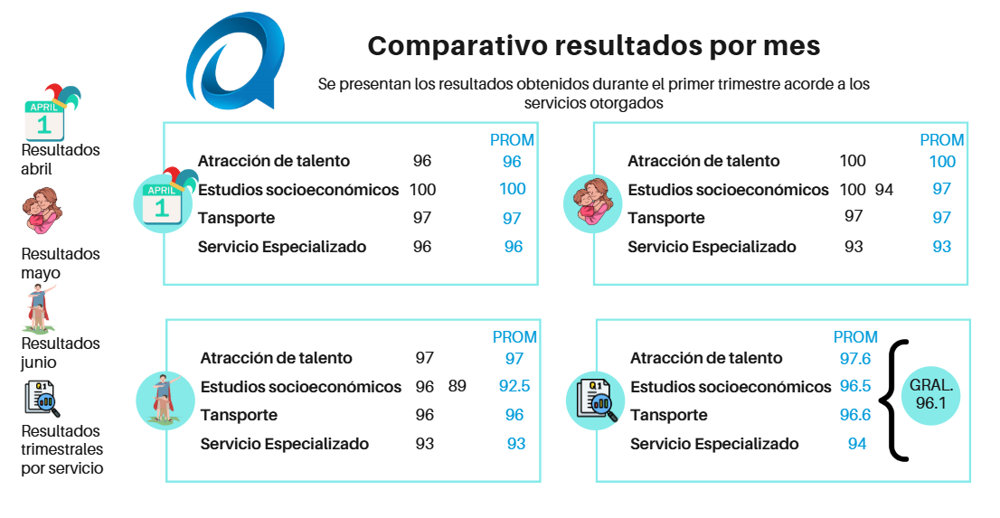 Comparativo resultados por mes
Se presentan los resultados obtenidos durante el primer trimestre acorde a los
servicios otorgados
APRIL
1
Resultados
abril
Resultados
mayo
Resultados
junio
Q1
Resultados
trimestrales
por servicio
APRIL
1
PROM
Atracción de talento 96 96
Estudios socioeconómicos 100 100
Tansporte 97 97
Servicio Especializado 96 96
PROM
Atracción de talento 100 100
Estudios socioeconómicos 100 94 97
Tansporte 97 97
Servicio Especializado 93 93
PROM
Atracción de talento 97 97
Estudios socioeconómicos 96 89 92.5
Tansporte 96 96
Servicio Especializado 93 93
Q1
PROM
Atracción de talento 97.6
Estudios socioeconómicos 96.5
Tansporte 96.6
Servicio Especializado 94
GRAL.
96.1